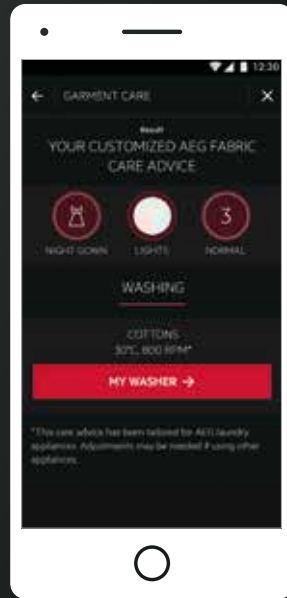 12:30
GARMENT CARE
Result
YOUR CUSTOMIZED AEG FABRIC
CARE ADVICE
3
NIGHT GOWN LIGHTS NORMAL
WASHING
COTTONS
30°C, 800 RPM*
MY WASHER →
*This care advice has been tailored for AEG laundry
appliances. Adjustments may be needed if using other
appliances.